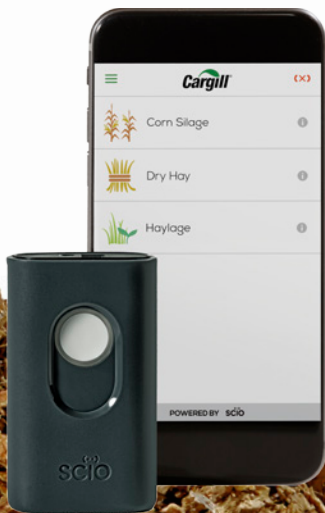 Cargill
Corn Silage
Dry Hay
Haylage
POWERED BY SCiO
SCiO